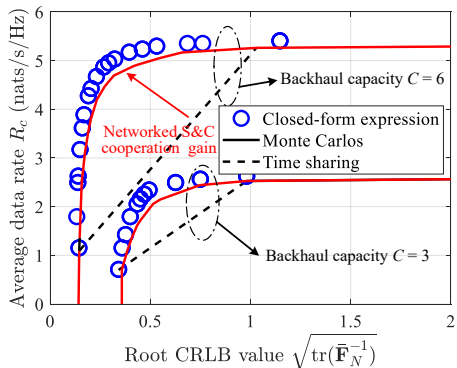 6
5
4
3
2
1
0
Average data rate R_c (nats/s/Hz)
Backhaul capacity C = 6
Closed-form expression
Monte Carlos
Time sharing
Networked S&C
cooperation gain
Backhaul capacity C = 3
0 0.5 1 1.5 2
Root CRLB value √tr(F̄_N^{-1})